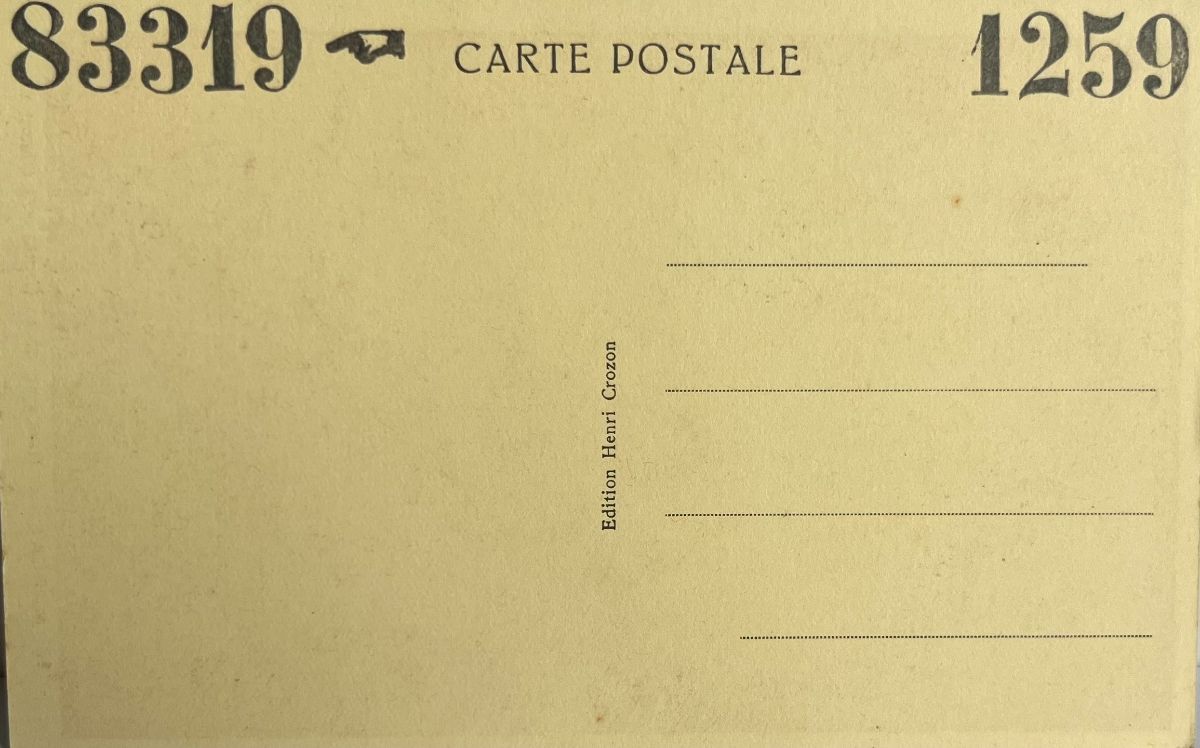 83319 CARTE POSTALE 1259
Edition Henri Crozon